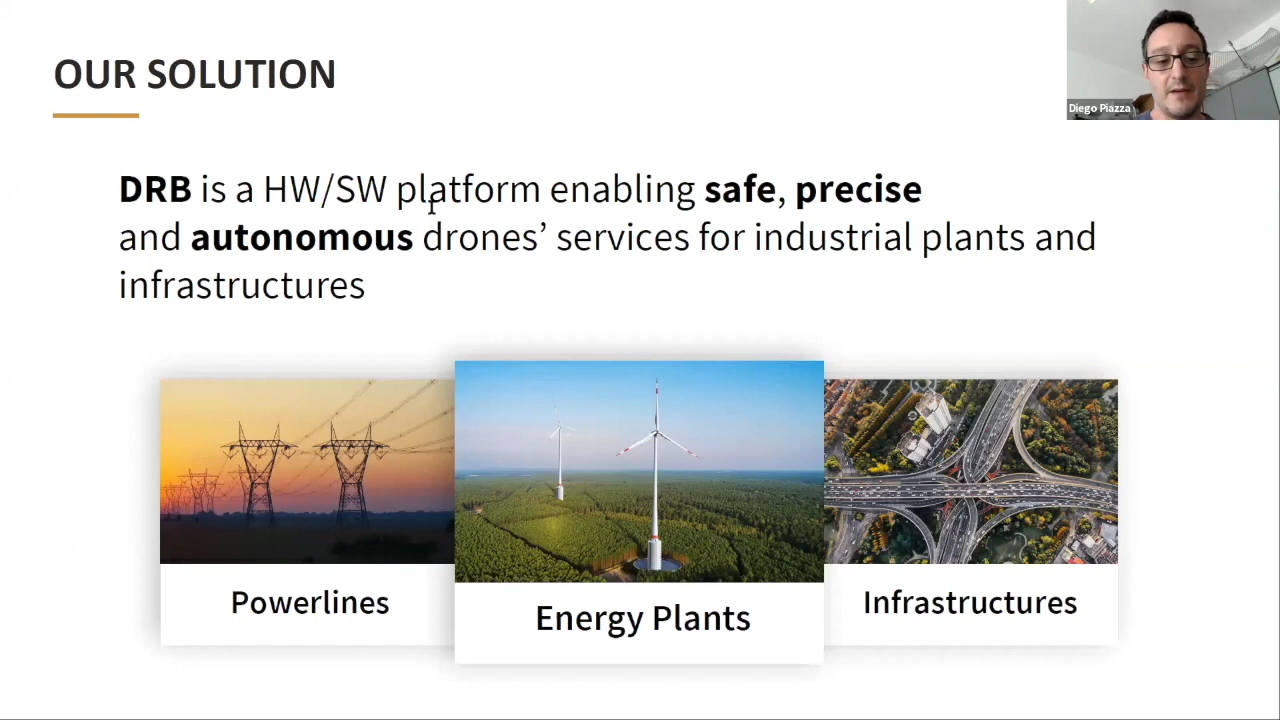 OUR SOLUTION
Diego Piazza
DRB is a HW/SW platform enabling safe, precise
and autonomous drones’ services for industrial plants and
infrastructures
Powerlines
Energy Plants
Infrastructures